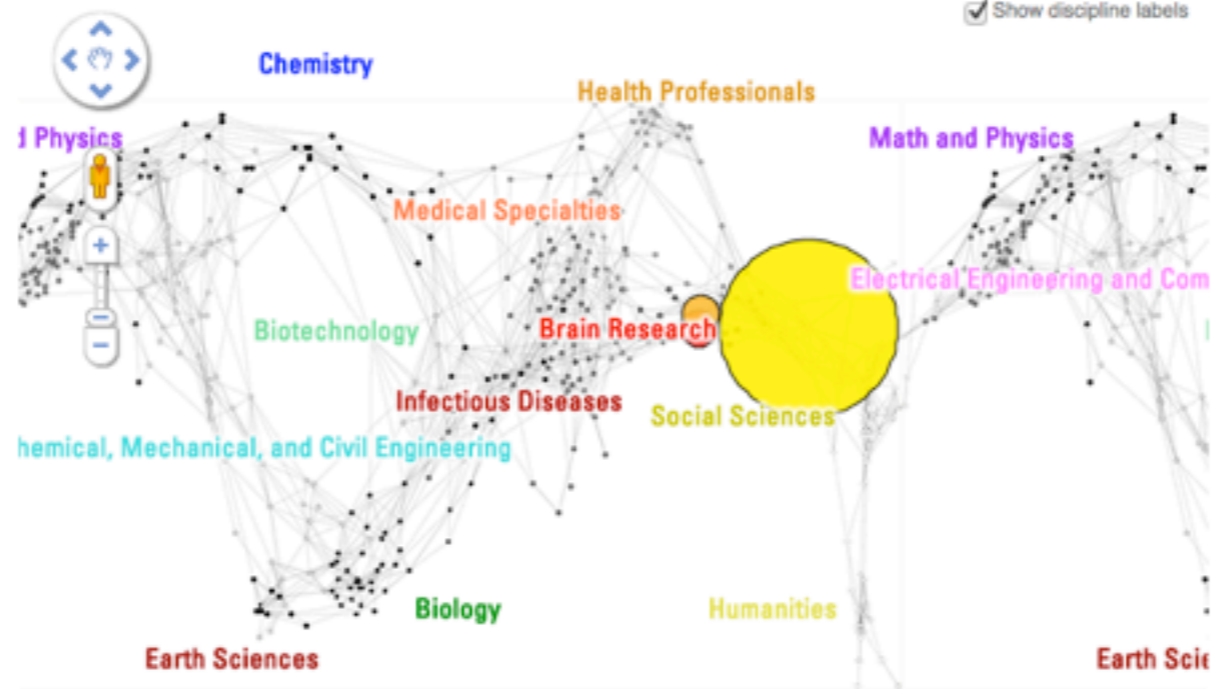 Show discipline labels
Chemistry
Health Professionals
d Physics
Math and Physics
Medical Specialties
Electrical Engineering and Com
Biotechnology
Brain Research
Infectious Diseases
Social Sciences
hemical, Mechanical, and Civil Engineering
Biology
Humanities
Earth Sciences
Earth Scie